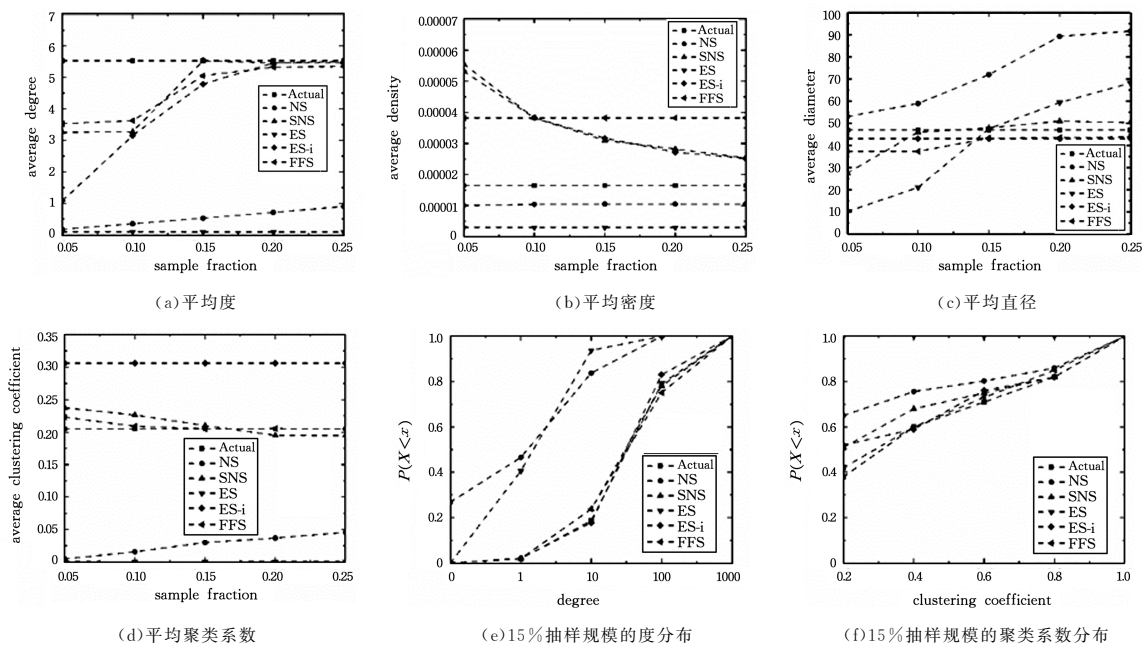 7
6
5
4
3
2
1
0
average degree
Actual
NS
SNS
ES
ES-i
FFS
0.05 0.10 0.15 0.20 0.25
sample fraction
(a)平均度
0.00007
0.00006
0.00005
0.00004
0.00003
0.00002
0.00001
0
average density
Actual
NS
SNS
ES
ES-i
FFS
0.05 0.10 0.15 0.20 0.25
sample fraction
(b)平均密度
100
90
80
70
60
50
40
30
20
10
0
average diameter
Actual
NS
SNS
ES
ES-i
FFS
0.05 0.10 0.15 0.20 0.25
sample fraction
(c)平均直径
0.35
0.30
0.25
0.20
0.15
0.10
0.05
0
average clustering coefficient
Actual
NS
SNS
ES
ES-i
FFS
0.05 0.10 0.15 0.20 0.25
sample fraction
(d)平均聚类系数
1.0
0.8
0.6
0.4
0.2
0
P(X<x)
Actual
NS
SNS
ES
ES-i
FFS
0 1 10 100 1000
degree
(e)15%抽样规模的度分布
1.0
0.8
0.6
0.4
0.2
0
P(X<x)
Actual
NS
SNS
ES
ES-i
FFS
0.2 0.4 0.6 0.8 1.0
clustering coefficient
(f)15%抽样规模的聚类系数分布